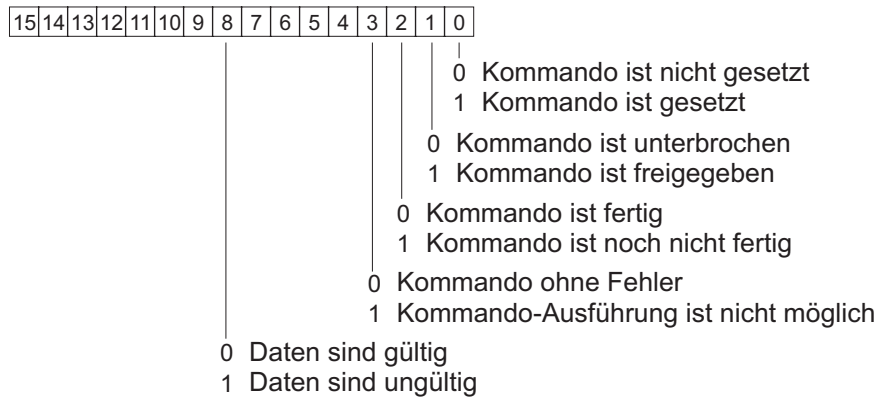 15 14 13 12 11 10 9 8 7 6 5 4 3 2 1 0
0 Kommando ist nicht gesetzt
1 Kommando ist gesetzt
0 Kommando ist unterbrochen
1 Kommando ist freigegeben
0 Kommando ist fertig
1 Kommando ist noch nicht fertig
0 Kommando ohne Fehler
1 Kommando-Ausführung ist nicht möglich
0 Daten sind gültig
1 Daten sind ungültig